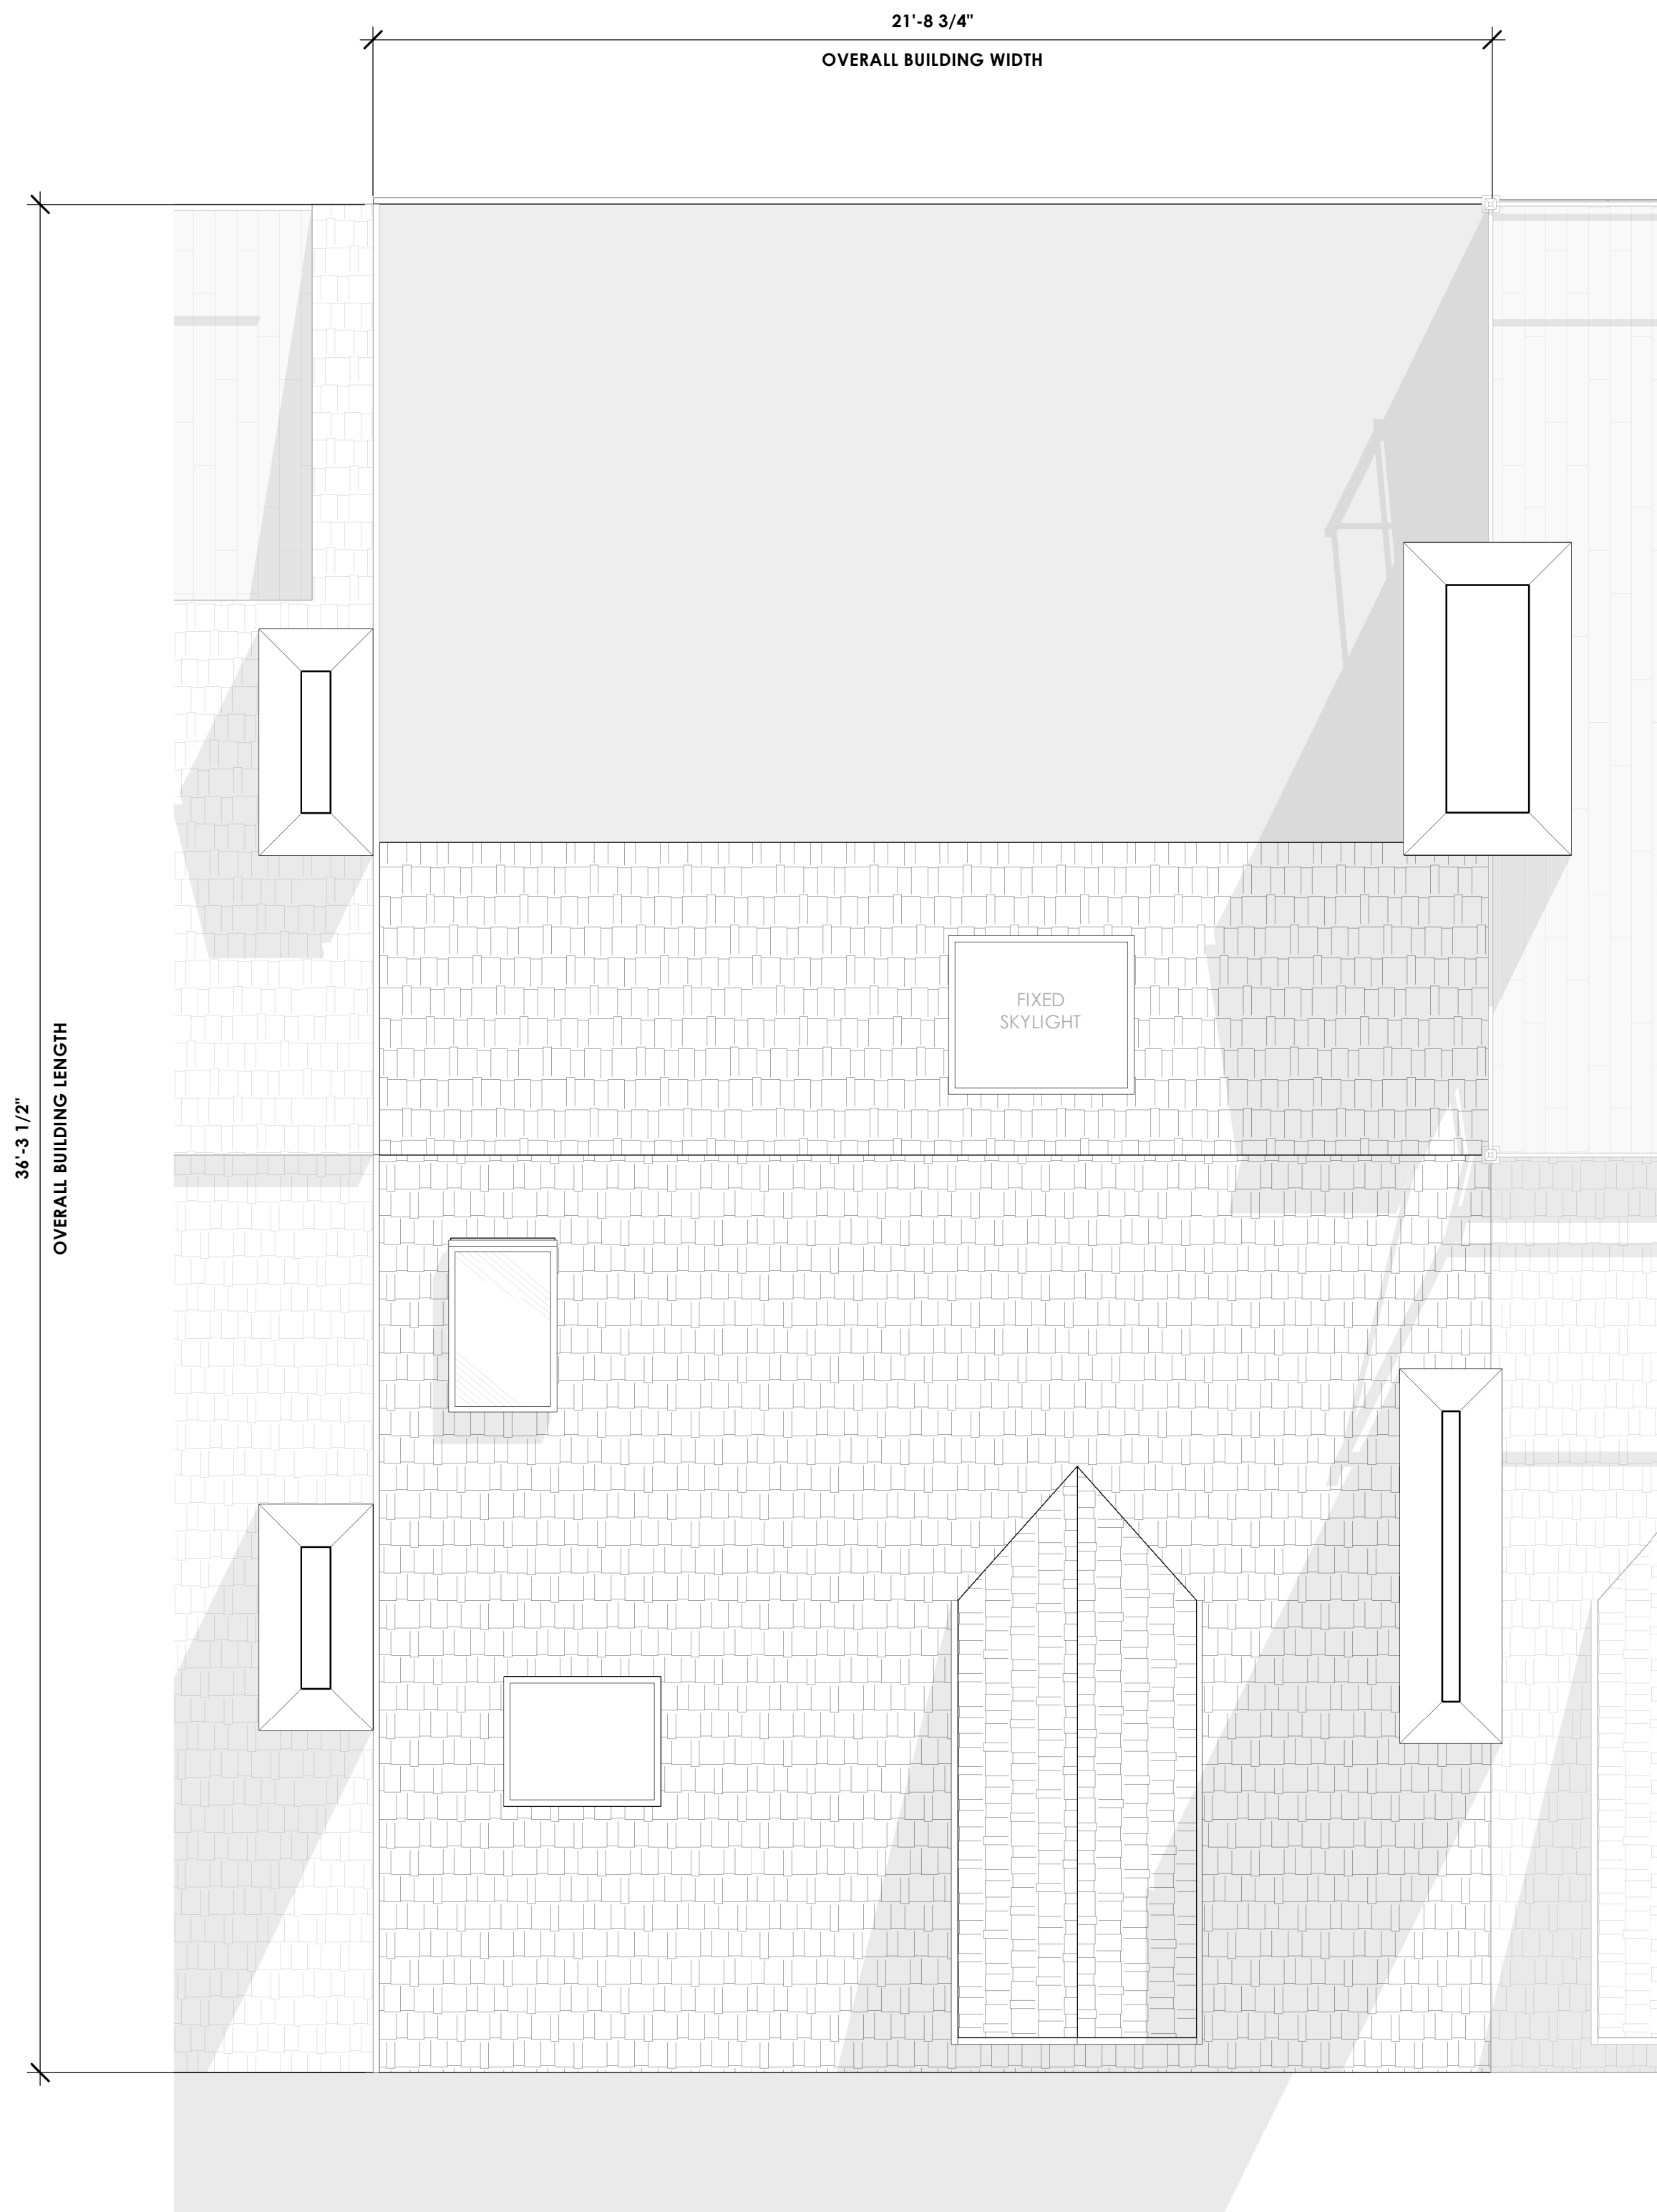 21'-8 3/4"
OVERALL BUILDING WIDTH
36'-3 1/2"
OVERALL BUILDING LENGTH
FIXED
SKYLIGHT